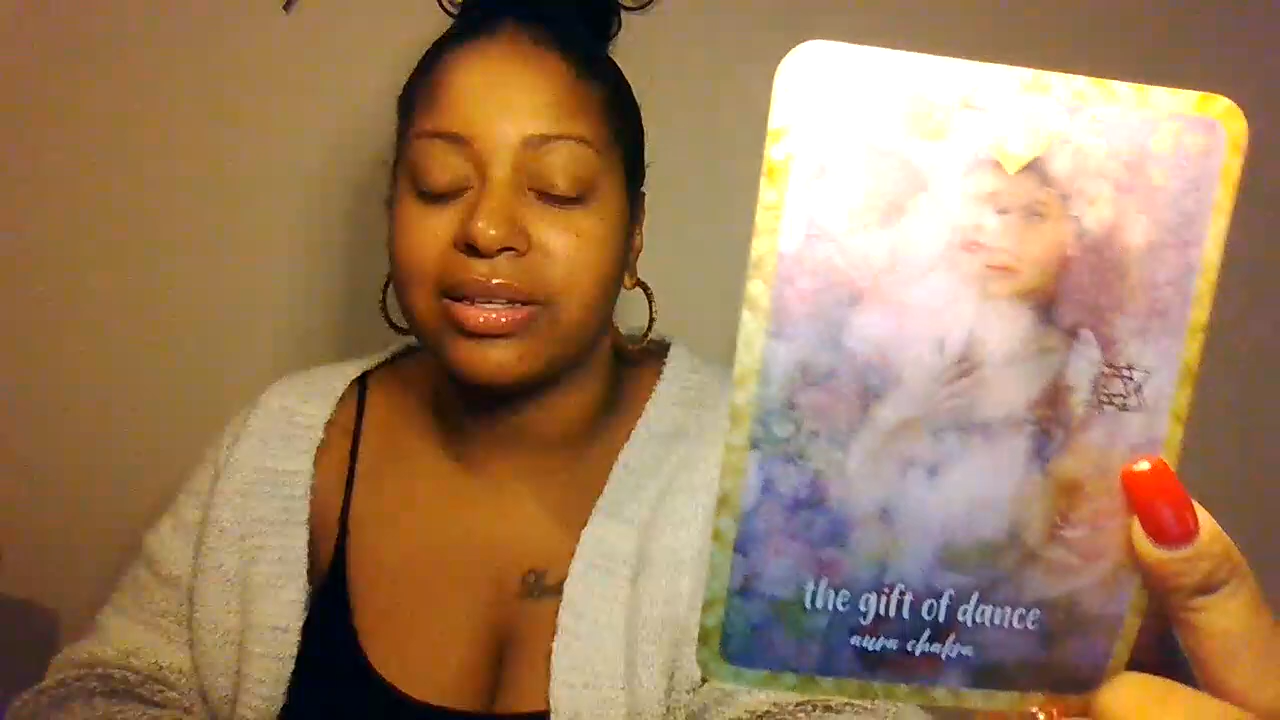 the gift of dance
aura chakra